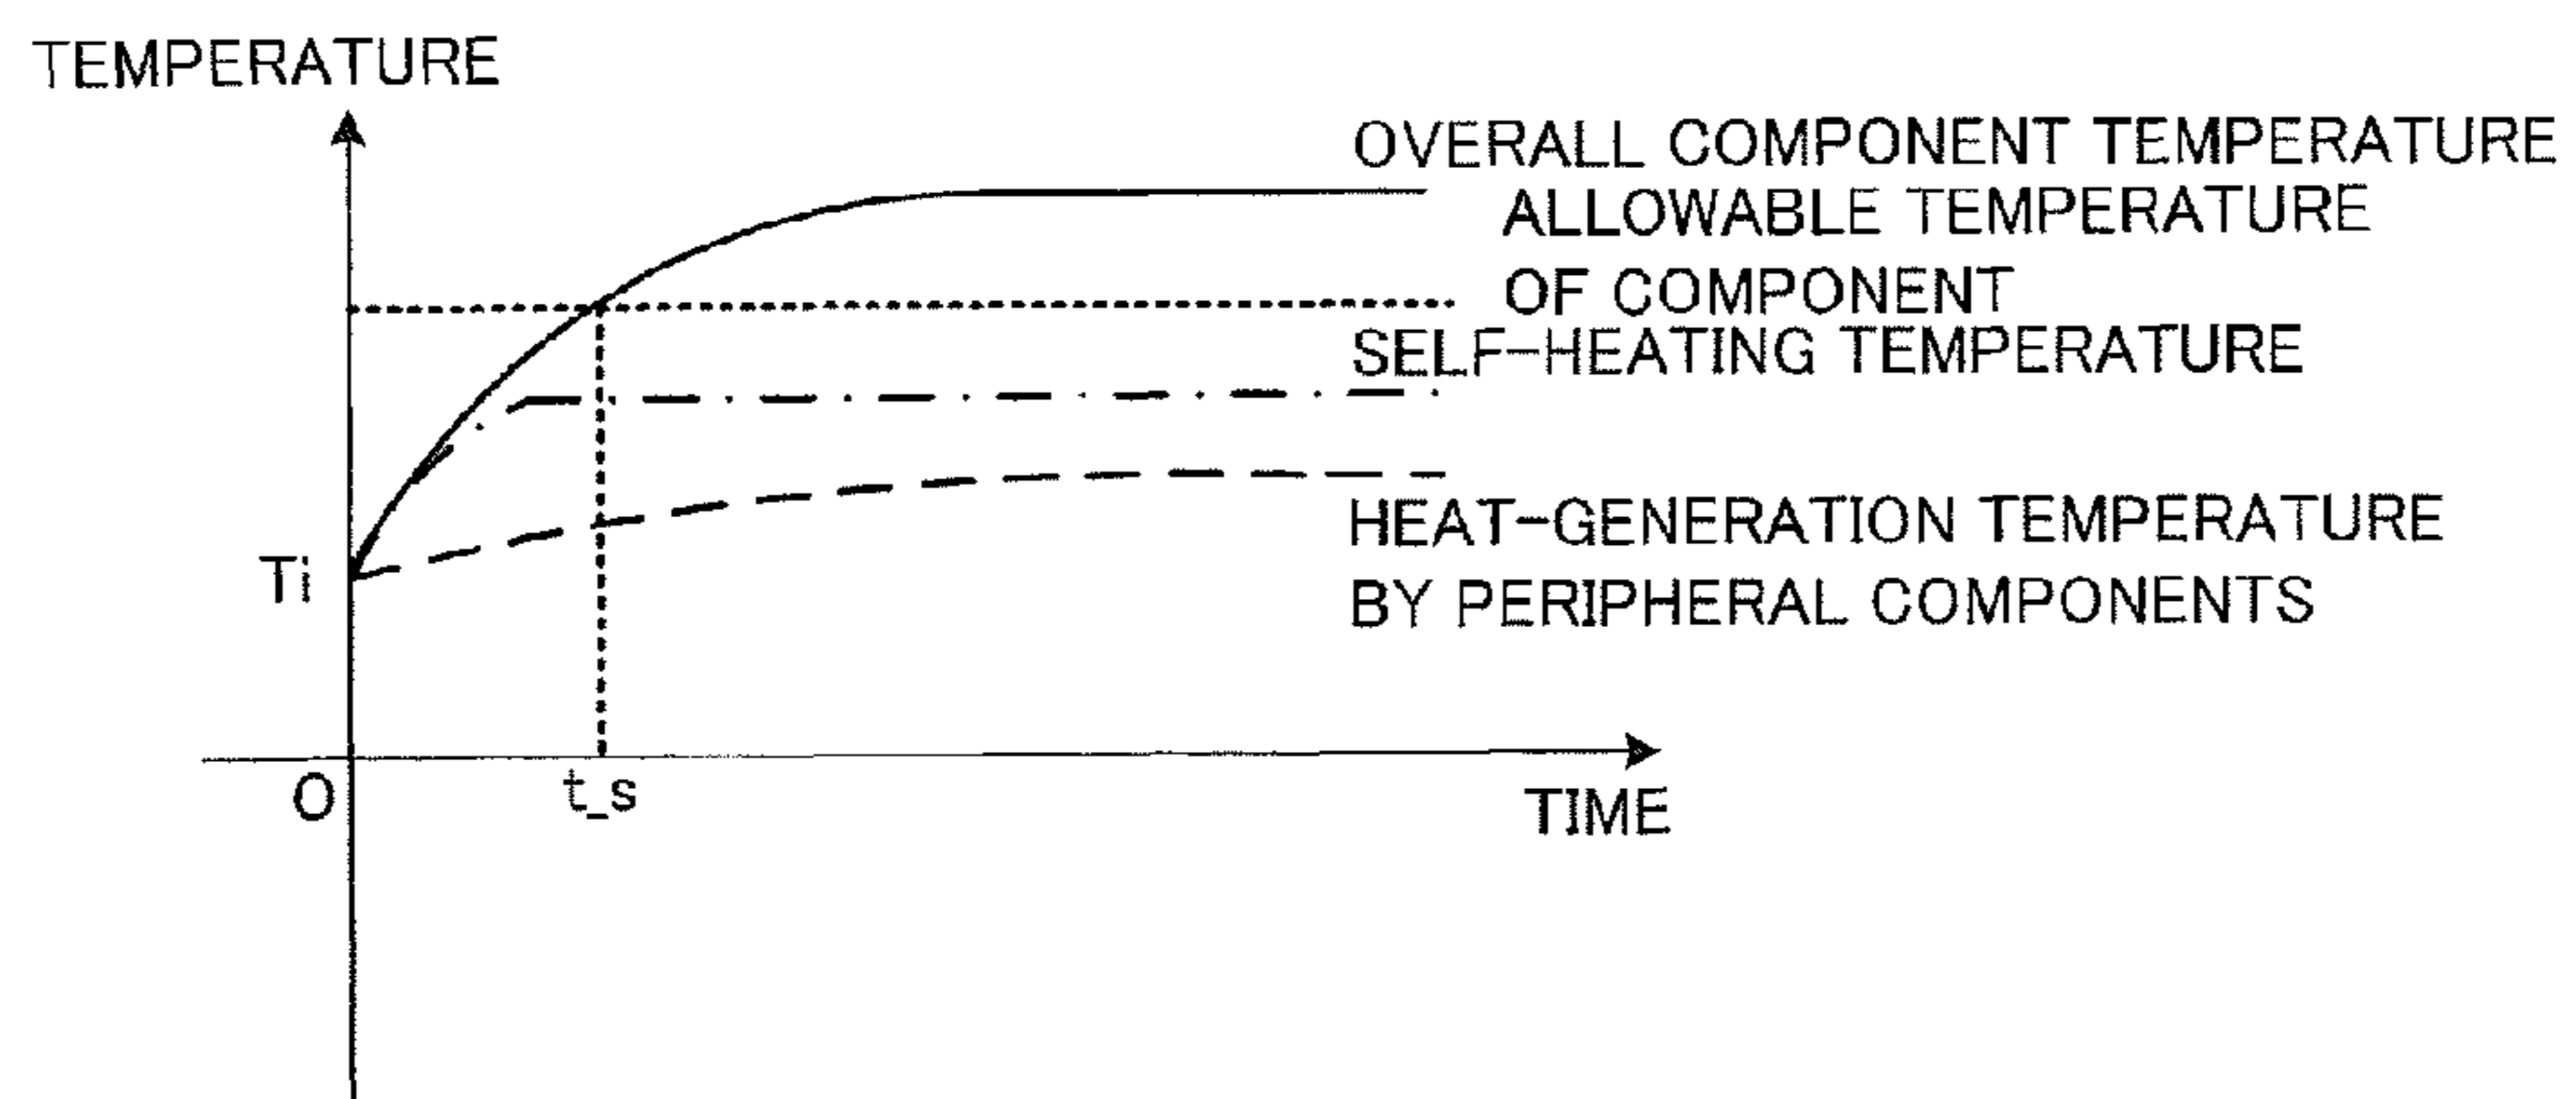 TEMPERATURE
OVERALL COMPONENT TEMPERATURE
ALLOWABLE TEMPERATURE
OF COMPONENT
SELF-HEATING TEMPERATURE
HEAT-GENERATION TEMPERATURE
Ti
BY PERIPHERAL COMPONENTS
O
t_s
TIME